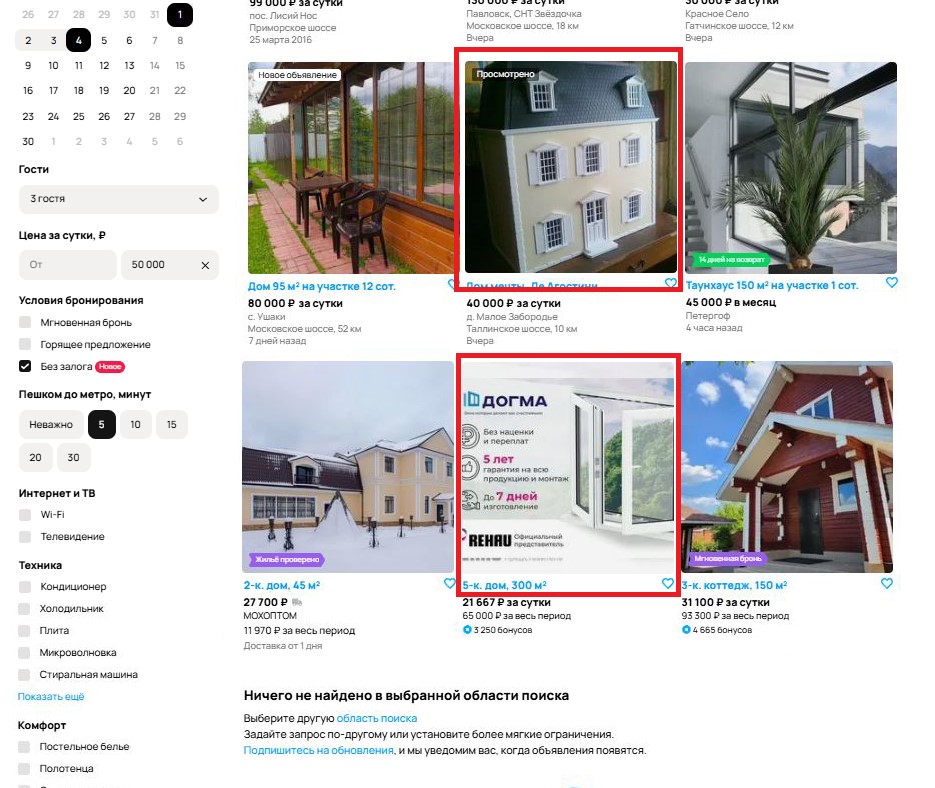 26 27 28 29 30 31 1
2 3 4 5 6 7 8
9 10 11 12 13 14 15
16 17 18 19 20 21 22
23 24 25 26 27 28 29
30 1 2 3 4 5 6
Гости
3 гостя
Цена за сутки, ₽
От
50 000
Условия бронирования
Мгновенная бронь
Горящее предложение
Без залога Новое
Пешком до метро, минут
Неважно 5 10 15
20 30
Интернет и ТВ
Wi-Fi
Телевидение
Техника
Кондиционер
Холодильник
Плита
Микроволновка
Стиральная машина
Показать ещё
Комфорт
Постельное белье
Полотенца
99 000 ₽ за сутки
пос. Лисий Нос
Приморское шоссе
25 марта 2016
₽ за сутки
Павловск, СНТ Звёздочка
Московское шоссе, 18 км
Вчера
₽ за сутки
Красное Село
Гатчинское шоссе, 12 км
Вчера
Новое объявление
Дом 95 м² на участке 12 сот.
80 000 ₽ за сутки
с. Ушаки
Московское шоссе, 52 км
7 дней назад
Просмотрено
Дом мечты. Де Агостини
40 000 ₽ за сутки
д. Малое Забородье
Таллинское шоссе, 10 км
Вчера
14 дней на возврат
Таунхаус 150 м² на участке 1 сот.
45 000 ₽ в месяц
Петергоф
4 часа назад
Жильё проверено
2-к. дом, 45 м²
27 700 ₽
МОХОПТОМ
11 970 ₽ за весь период
Доставка от 1 дня
ДОГМА
Без наценки
и переплат
5 лет
гарантия на всю
продукцию и монтаж
До 7 дней
изготовление
REHAU Официальный
представитель
5-к. дом, 300 м²
21 667 ₽ за сутки
65 000 ₽ за весь период
3 250 бонусов
Мгновенная бронь
3-к. коттедж, 150 м²
31 100 ₽ за сутки
93 300 ₽ за весь период
4 665 бонусов
Ничего не найдено в выбранной области поиска
Выберите другую область поиска
Задайте запрос по-другому или установите более мягкие ограничения.
Подпишитесь на обновления, и мы уведомим вас, когда объявления появятся.